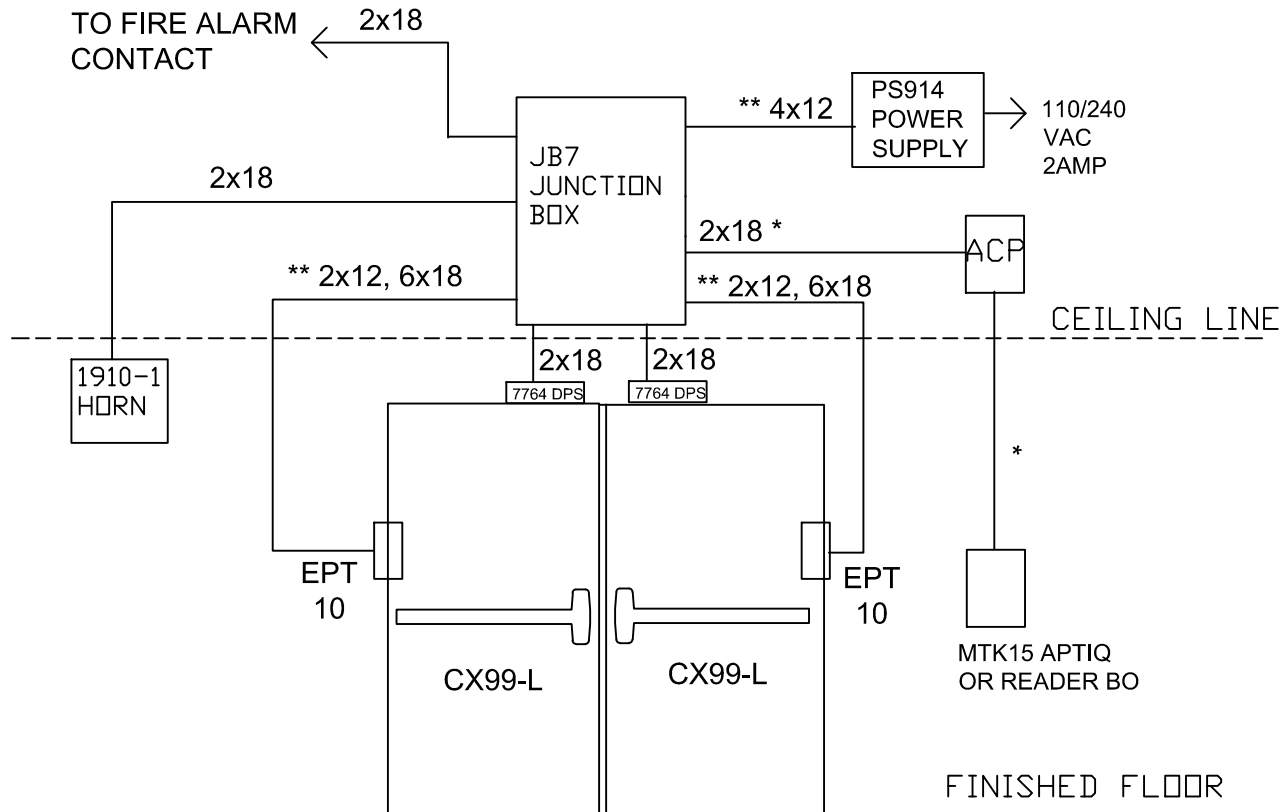 TO FIRE ALARM
CONTACT
2x18
** 4x12
PS914
POWER
SUPPLY
110/240
VAC
2AMP
JB7
JUNCTION
BOX
2x18
2x18 *
ACP
** 2x12, 6x18
** 2x12, 6x18
CEILING LINE
1910-1
HORN
2x18
2x18
7764 DPS
7764 DPS
*
EPT
10
EPT
10
CX99-L
CX99-L
MTK15 APTIQ
OR READER BO
FINISHED FLOOR